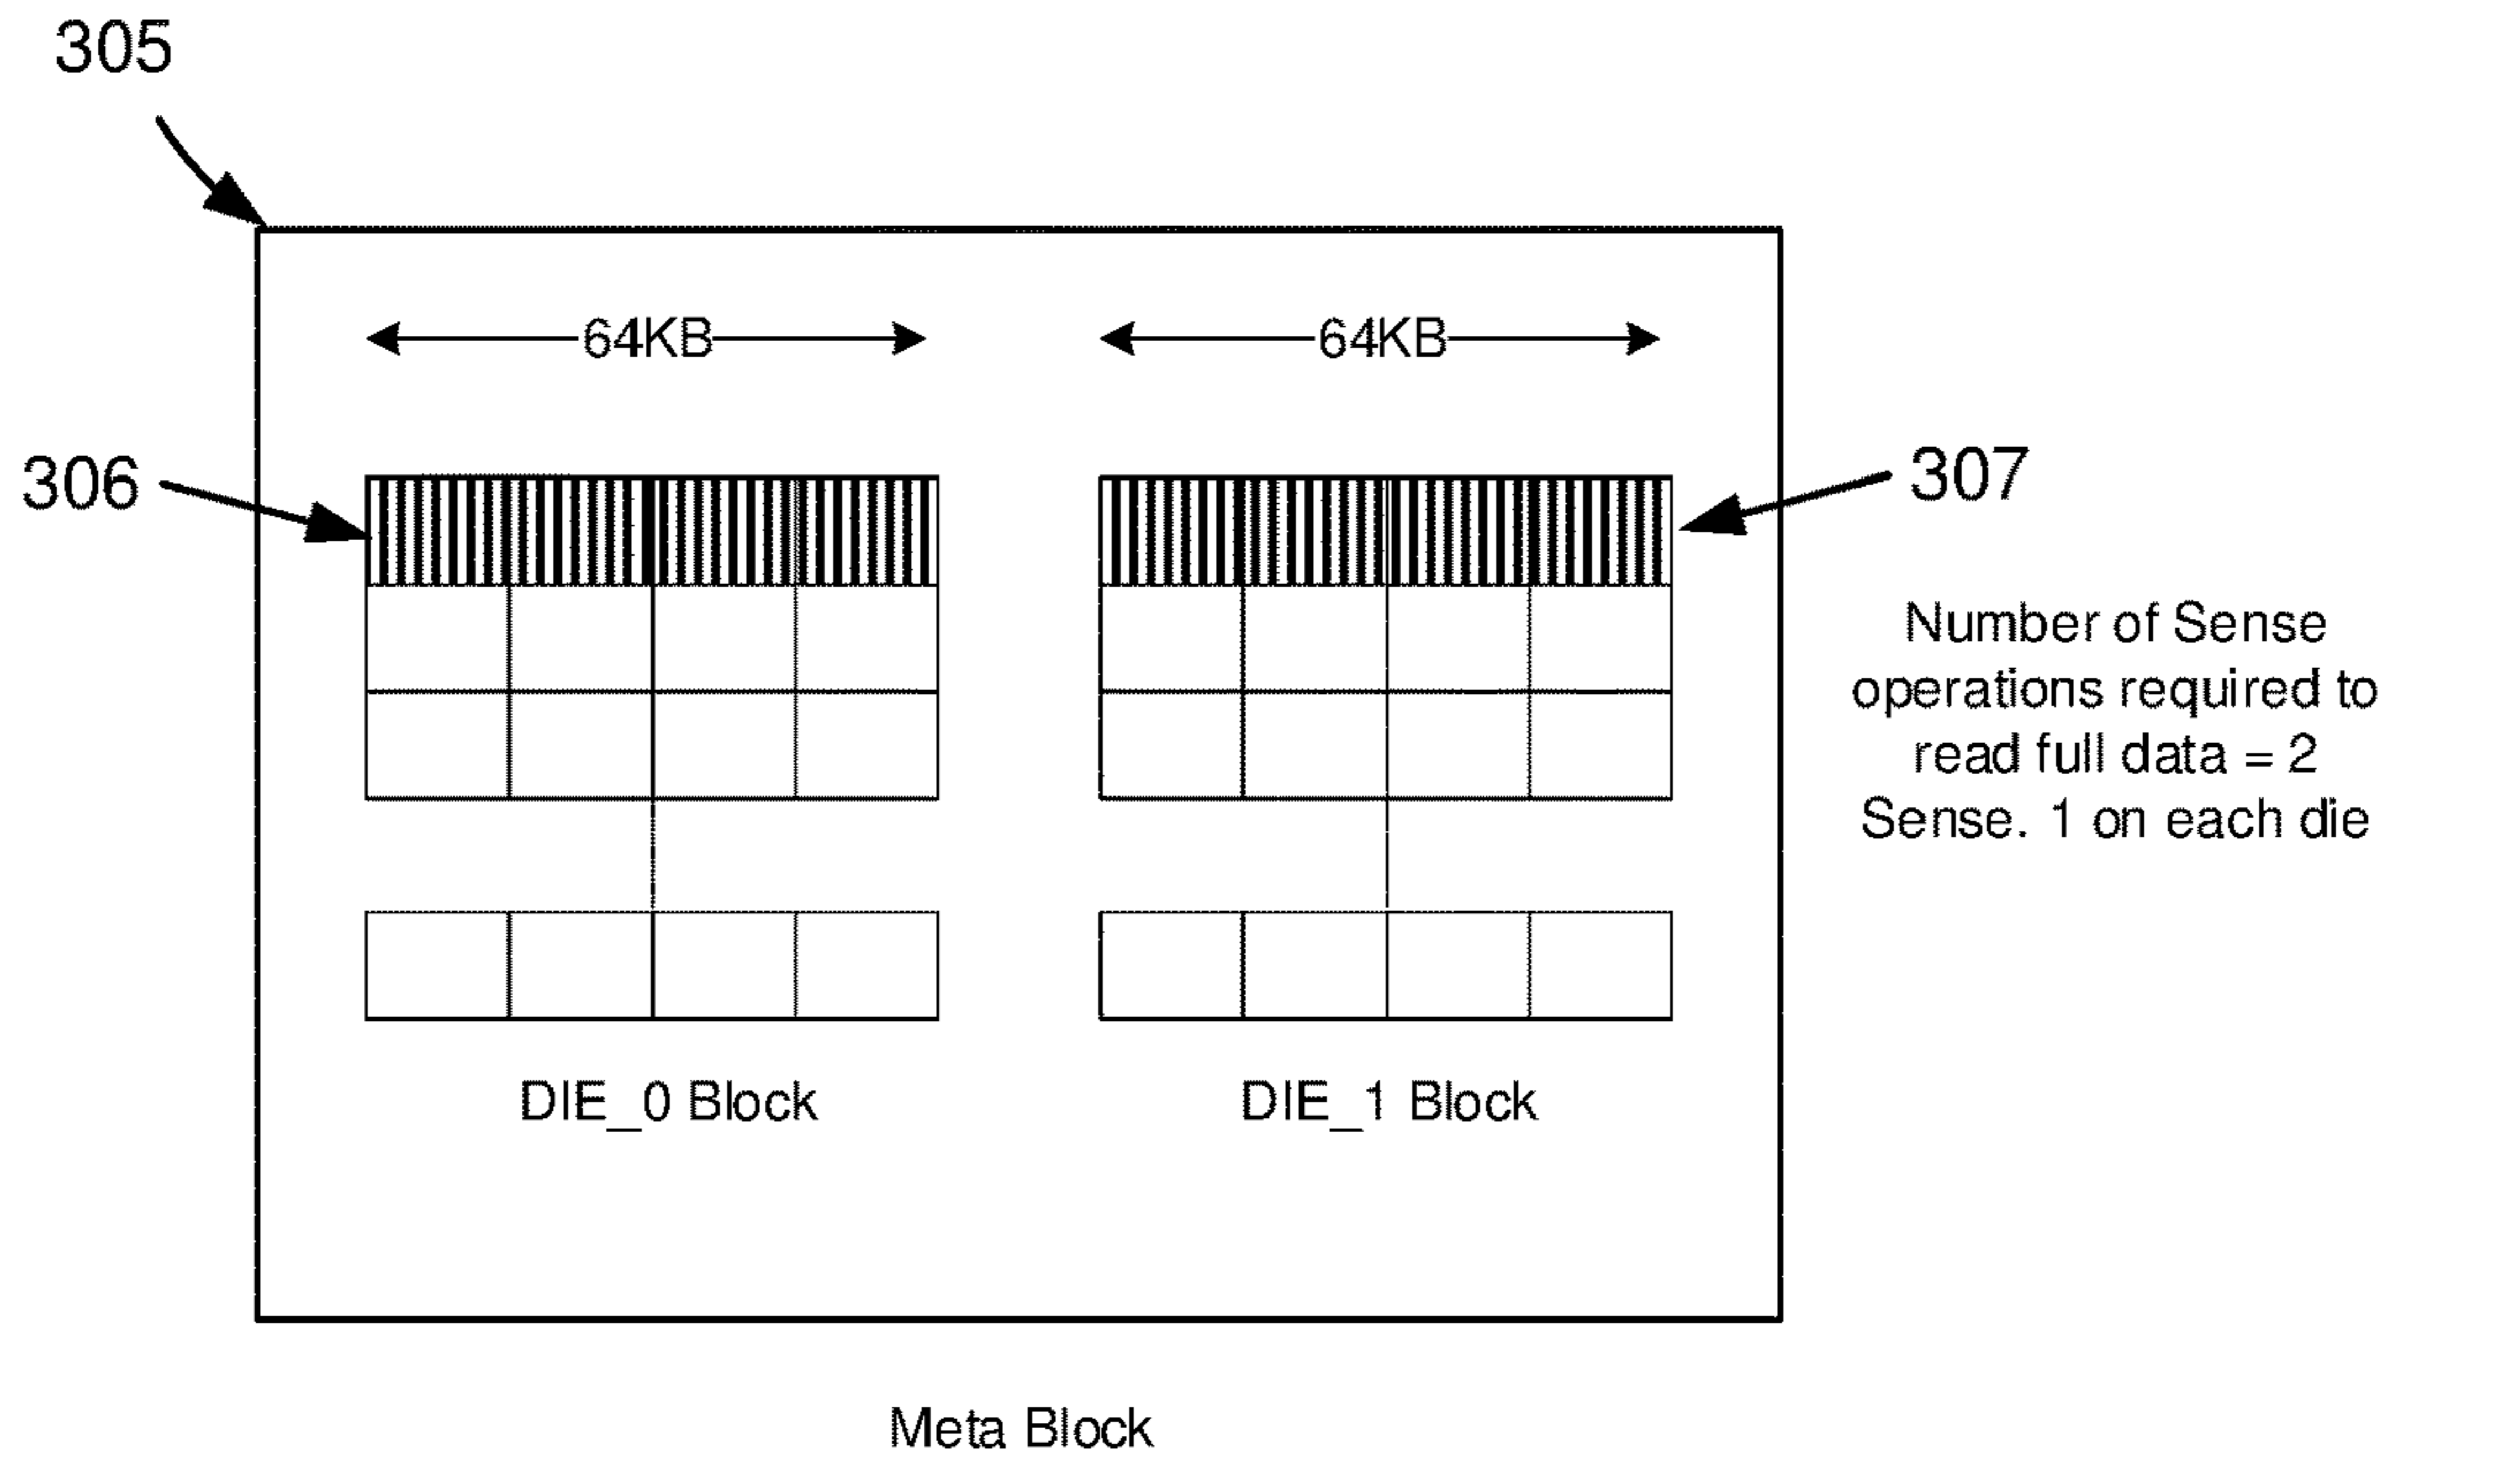 305
64KB
64KB
306
307
Number of Sense
operations required to
read full data = 2
Sense. 1 on each die
DIE_0 Block
DIE_1 Block
Meta Block